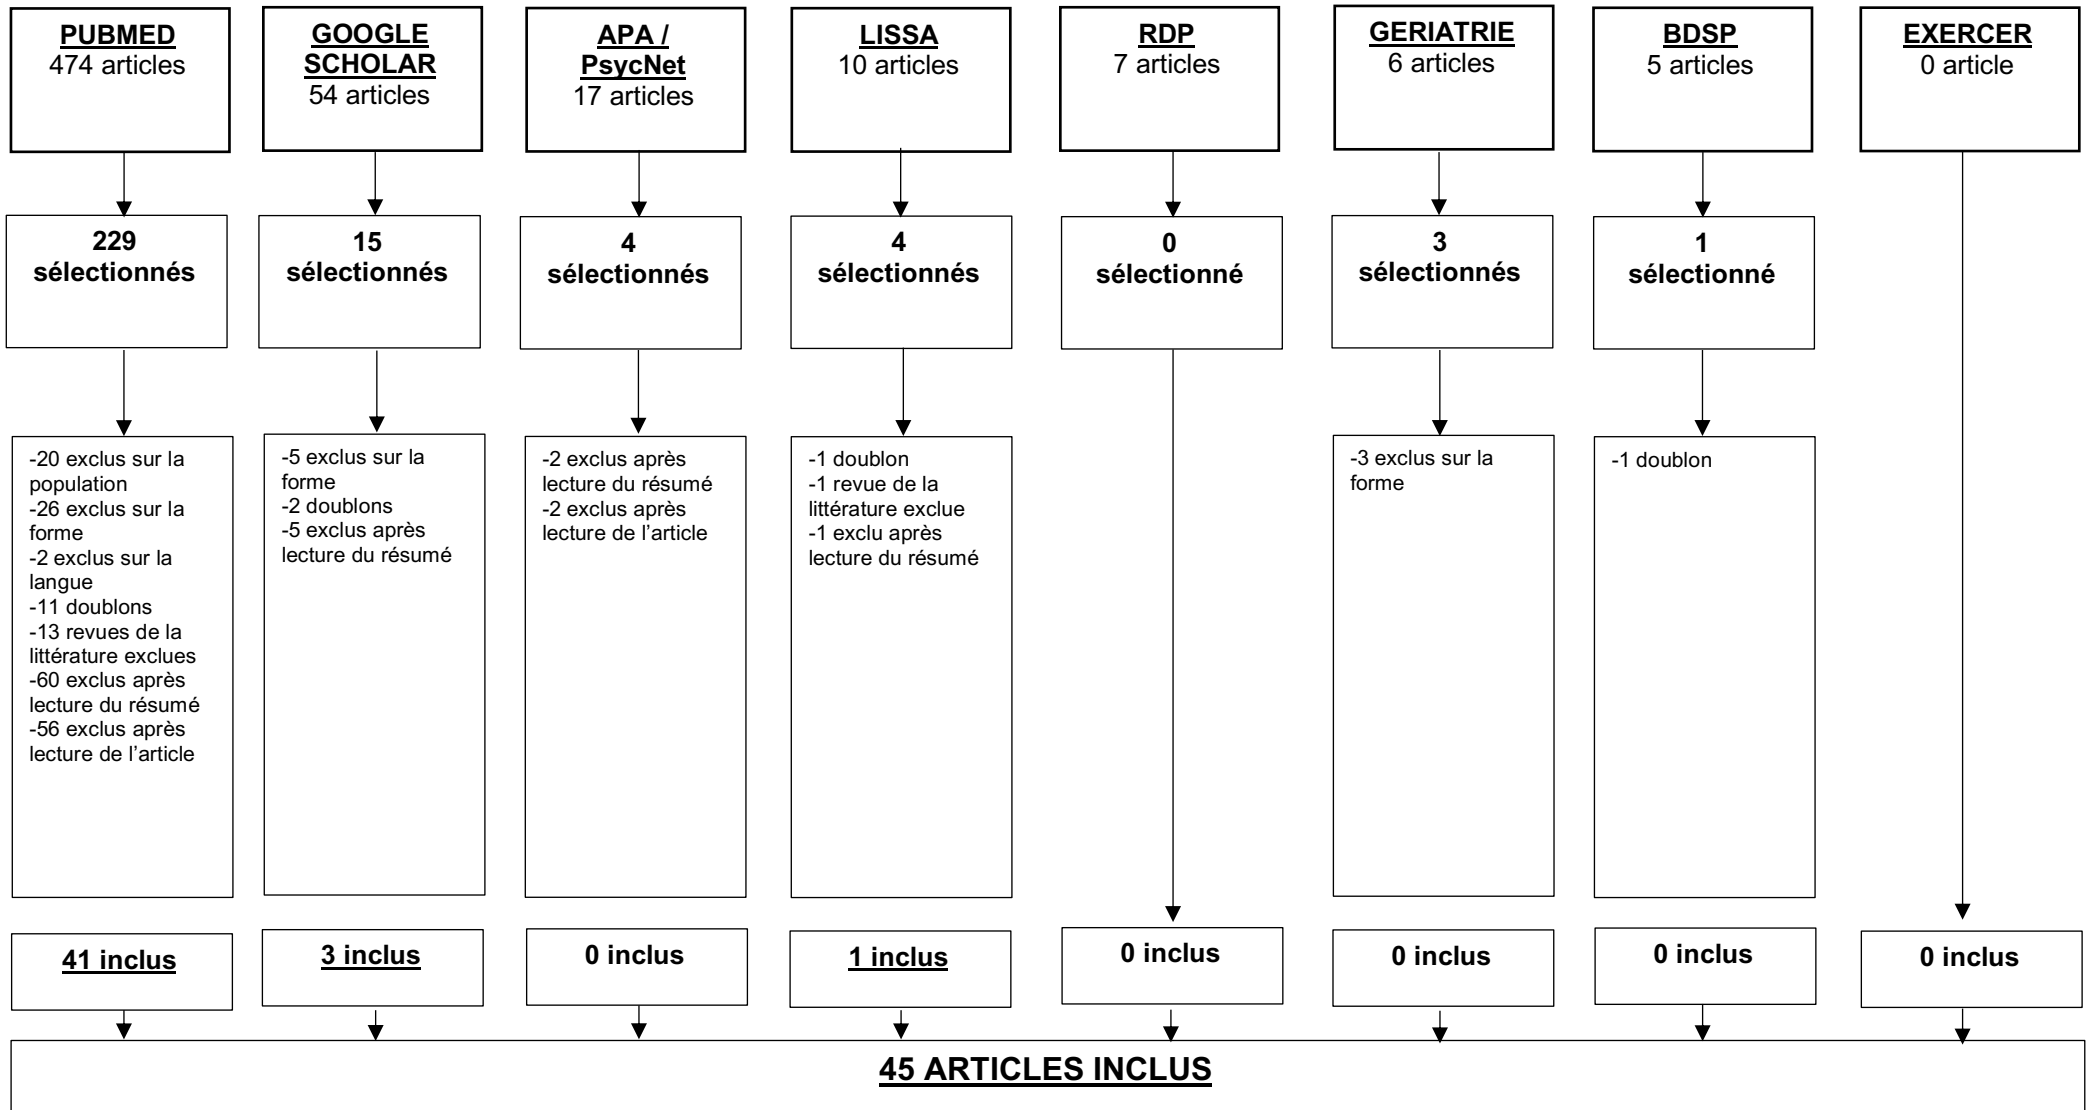 PUBMED
474 articles
GOOGLE
SCHOLAR
54 articles
APA /
PsycNet
17 articles
LISSA
10 articles
RDP
7 articles
GERIATRIE
6 articles
BDSP
5 articles
EXERCER
0 article
229
sélectionnés
15
sélectionnés
4
sélectionnés
4
sélectionnés
0
sélectionné
3
sélectionnés
1
sélectionné
-20 exclus sur la
population
-26 exclus sur la
forme
-2 exclus sur la
langue
-11 doublons
-13 revues de la
littérature exclues
-60 exclus après
lecture du résumé
-56 exclus après
lecture de l’article
-5 exclus sur la
forme
-2 doublons
-5 exclus après
lecture du résumé
-2 exclus après
lecture du résumé
-2 exclus après
lecture de l’article
-1 doublon
-1 revue de la
littérature exclue
-1 exclu après
lecture du résumé
-3 exclus sur la
forme
-1 doublon
41 inclus
3 inclus
0 inclus
1 inclus
0 inclus
0 inclus
0 inclus
0 inclus
45 ARTICLES INCLUS